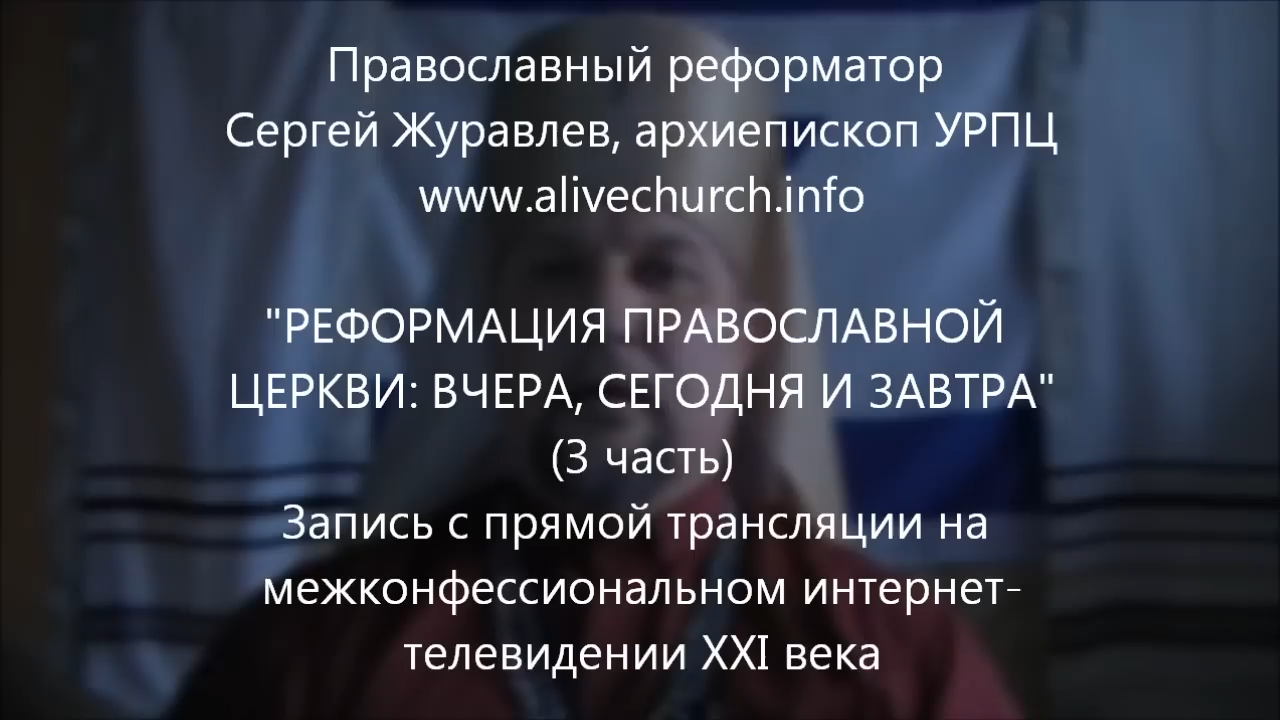 Православный реформатор
Сергей Журавлев, архиепископ УРПЦ
www.alivechurch.info
"РЕФОРМАЦИЯ ПРАВОСЛАВНОЙ
ЦЕРКВИ: ВЧЕРА, СЕГОДНЯ И ЗАВТРА"
(3 часть)
Запись с прямой трансляции на
межконфессиональном интернет-
телевидении XXI века